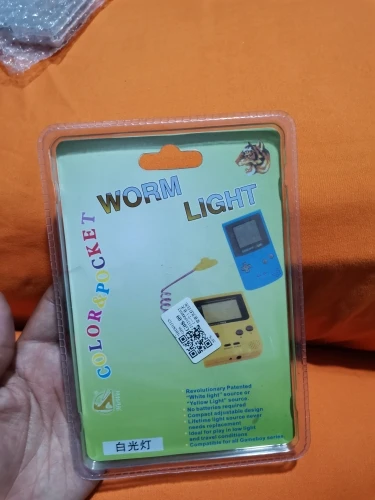 WORM
LIGHT
COLOR&POCKET
Revolutionary Patented
"White light" source or
"Yellow Light" source
No batteries required
Compact adjustable design
Lifetime light source never
needs replacement
Ideal for play in low light
and travel conditions.
Compatible for all Gameboy series
白光灯